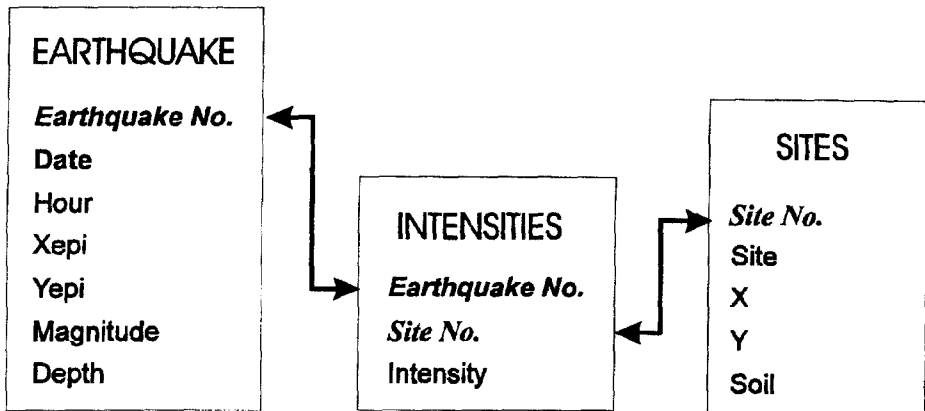 EARTHQUAKE
Earthquake No.
Date
Hour
Xepi
Yepi
Magnitude
Depth
INTENSITIES
Earthquake No.
Site No.
Intensity
SITES
Site No.
Site
X
Y
Soil